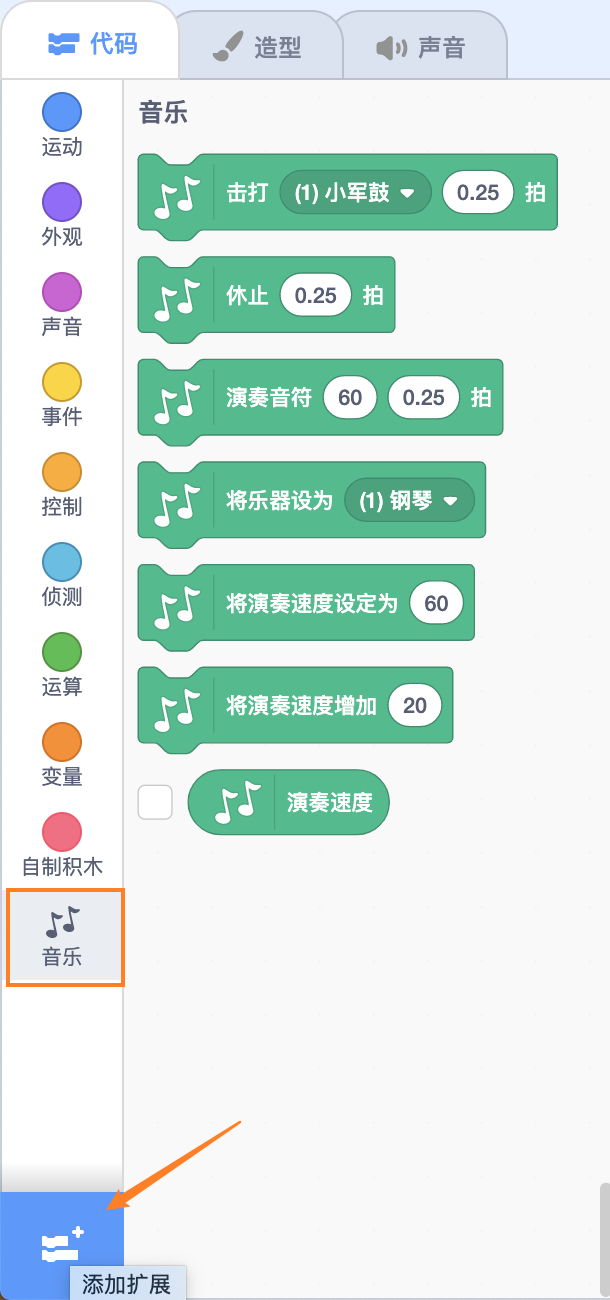 代码 造型 声音
音乐
运动
外观
声音
事件
控制
侦测
运算
变量
自制积木
音乐
击打 (1) 小军鼓 0.25 拍
休止 0.25 拍
演奏音符 60 0.25 拍
将乐器设为 (1) 钢琴
将演奏速度设定为 60
将演奏速度增加 20
演奏速度
添加扩展